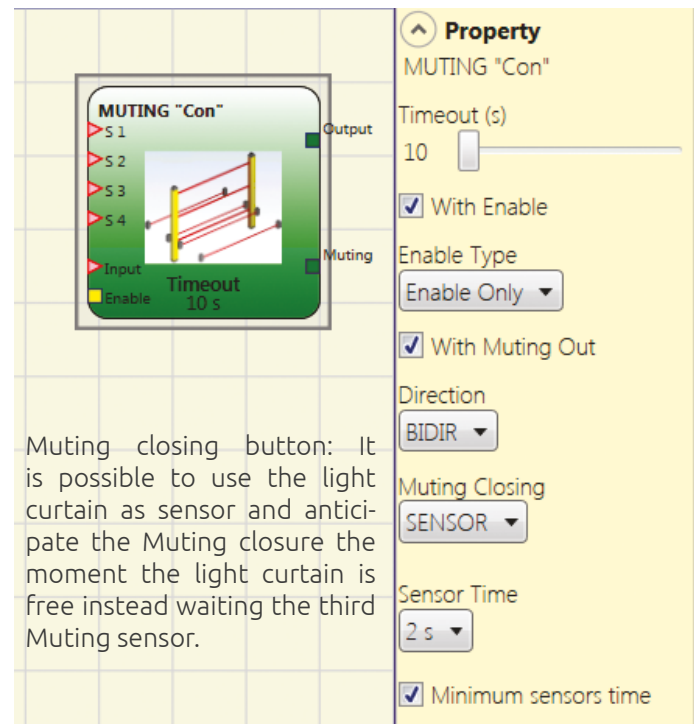 MUTING "Con"
S 1
S 2
S 3
S 4
Input
Enable
Output
Muting
Timeout
10 s
Muting closing button: It
is possible to use the light
curtain as sensor and antici-
pate the Muting closure the
moment the light curtain is
free instead waiting the third
Muting sensor.
Property
MUTING "Con"
Timeout (s)
10
With Enable
Enable Type
Enable Only
With Muting Out
Direction
BIDIR
Muting Closing
SENSOR
Sensor Time
2 s
Minimum sensors time